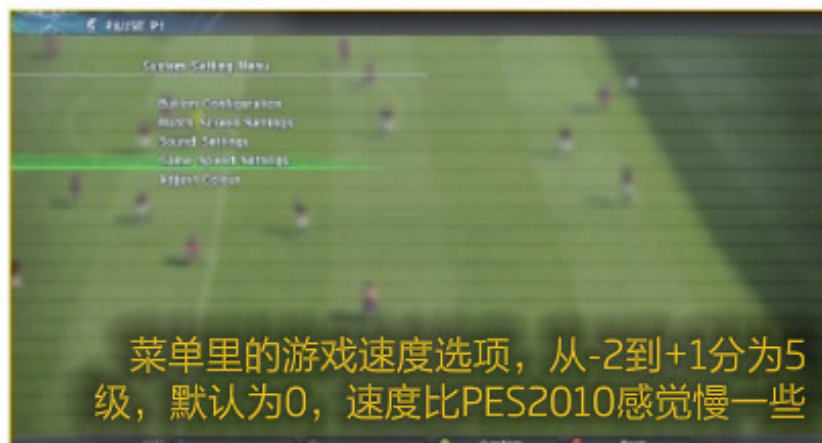 PAUSE P1
System Setting Menu
Button Configuration
Match Screen Settings
Sound Settings
Game Speed Settings
Adjust Colour
菜单里的游戏速度选项，从-2到+1分为5
级，默认为0，速度比PES2010感觉慢一些